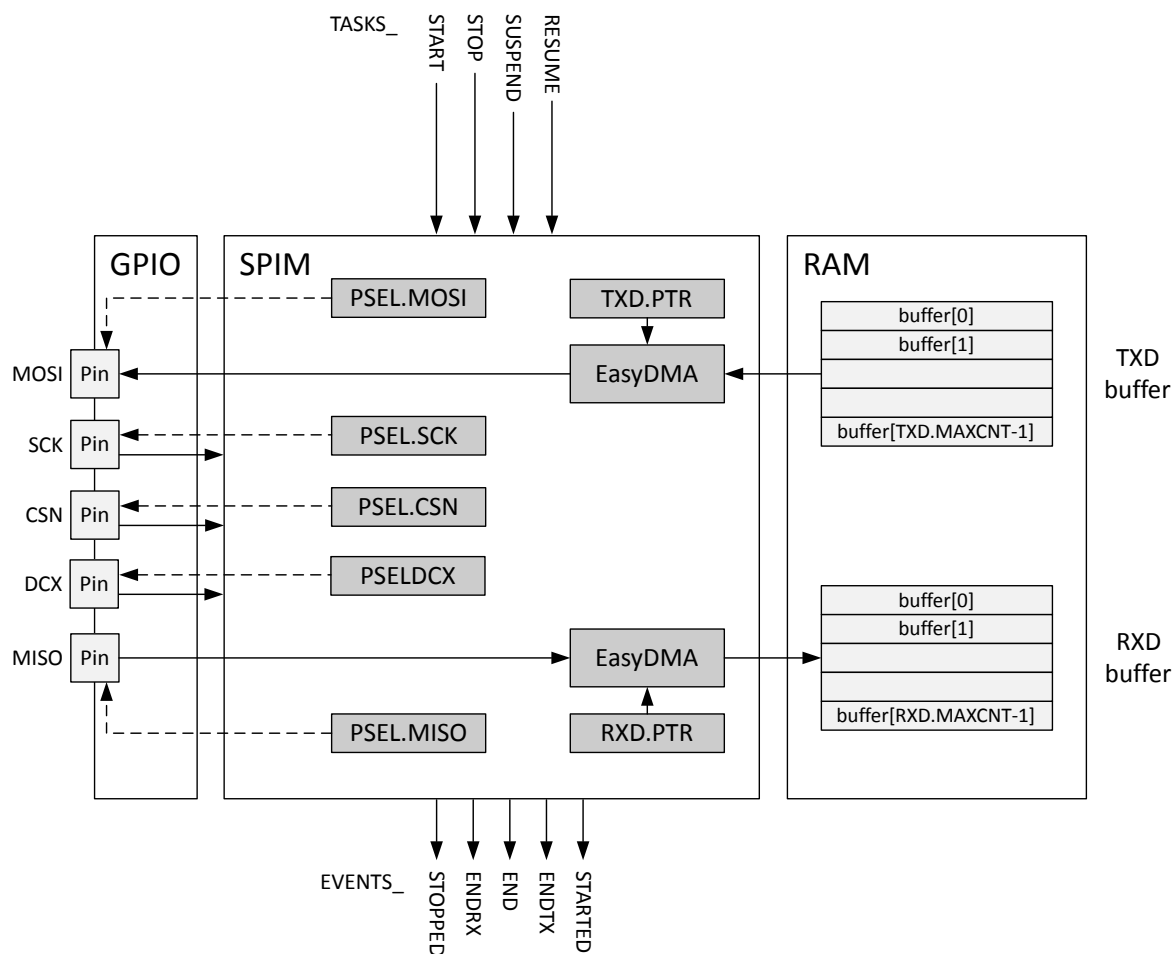 TASKS_
START
STOP
SUSPEND
RESUME
GPIO
SPIM
RAM
PSEL.MOSI
TXD.PTR
buffer[0]
buffer[1]
buffer[TXD.MAXCNT-1]
TXD
buffer
MOSI
Pin
EasyDMA
SCK
Pin
PSEL.SCK
CSN
Pin
PSEL.CSN
DCX
Pin
PSELDCX
MISO
Pin
EasyDMA
buffer[0]
buffer[1]
buffer[RXD.MAXCNT-1]
RXD
buffer
PSEL.MISO
RXD.PTR
EVENTS_
STOPPED
ENDRX
END
ENDTX
STARTED